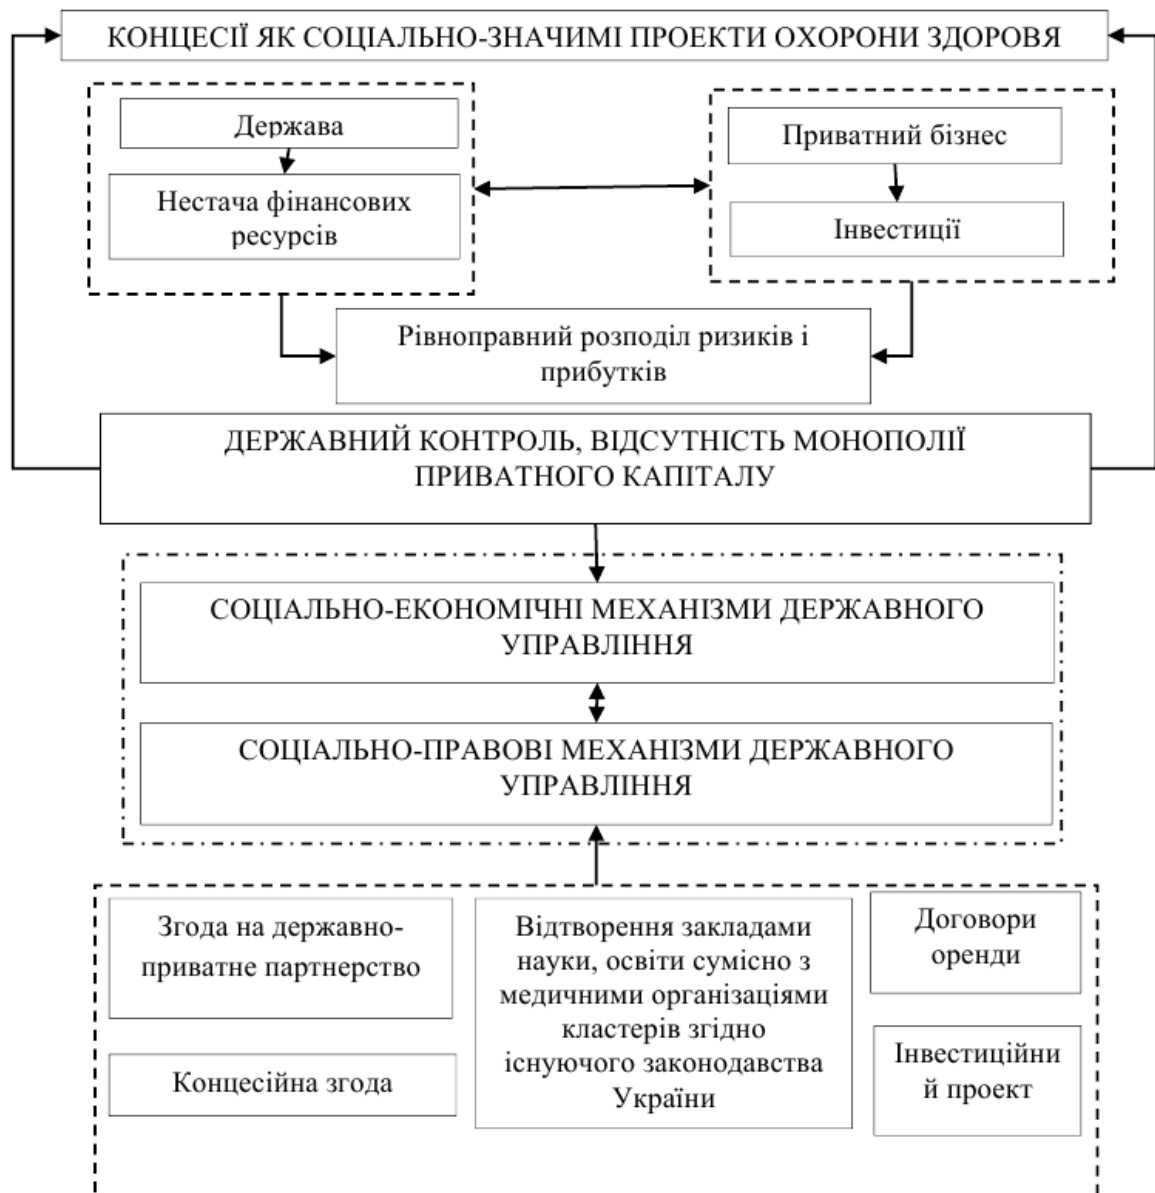 КОНЦЕСІЇ ЯК СОЦІАЛЬНО-ЗНАЧИМІ ПРОЕКТИ ОХОРОНИ ЗДОРОВЯ
Держава
Нестача фінансових
ресурсів
Приватний бізнес
Інвестиції
Рівноправний розподіл ризиків і
прибутків
ДЕРЖАВНИЙ КОНТРОЛЬ, ВІДСУТНІСТЬ МОНОПОЛІЇ
ПРИВАТНОГО КАПІТАЛУ
СОЦІАЛЬНО-ЕКОНОМІЧНІ МЕХАНІЗМИ ДЕРЖАВНОГО
УПРАВЛІННЯ
СОЦІАЛЬНО-ПРАВОВІ МЕХАНІЗМИ ДЕРЖАВНОГО
УПРАВЛІННЯ
Згода на державно-
приватне партнерство
Концесійна згода
Відтворення закладами
науки, освіти сумісно з
медичними організаціями
кластерів згідно
існуючого законодавства
України
Договори
оренди
Інвестиційни
й проект